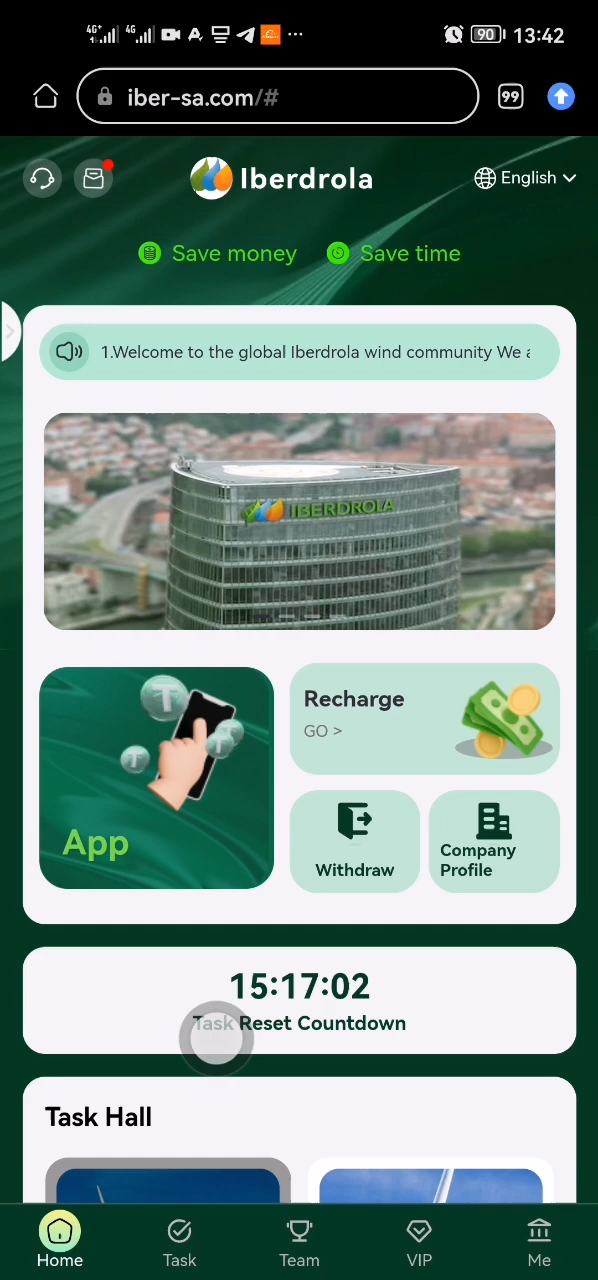 4G+
4G
90
13:42
iber-sa.com/#
99
Iberdrola
English
Save money
Save time
1.Welcome to the global Iberdrola wind community We a
IBERDROLA
App
Recharge
GO >
Withdraw
Company
Profile
15:17:02
Task Reset Countdown
Task Hall
Home
Task
Team
VIP
Me